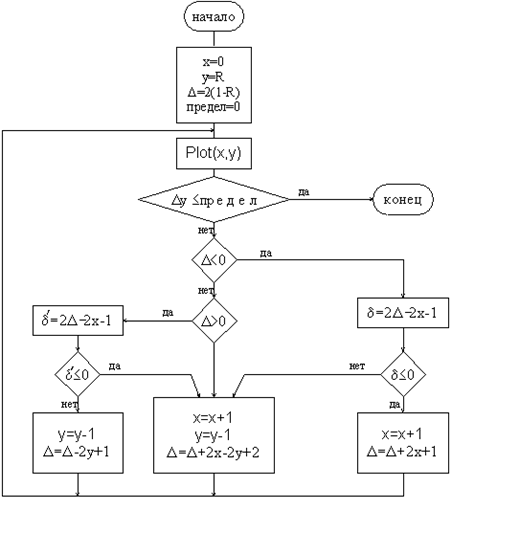 начало
x=0
y=R
Δ=2(1-R)
предел=0
Plot(x,y)
Δy ≤предел
да
конец
нет
Δ<0
да
нет
δ′=2Δ-2x-1
да
Δ>0
δ=2Δ-2x-1
δ′≤0
да
нет
δ≤0
нет
да
y=y-1
Δ=Δ-2y+1
x=x+1
y=y-1
Δ=Δ+2x-2y+2
x=x+1
Δ=Δ+2x+1